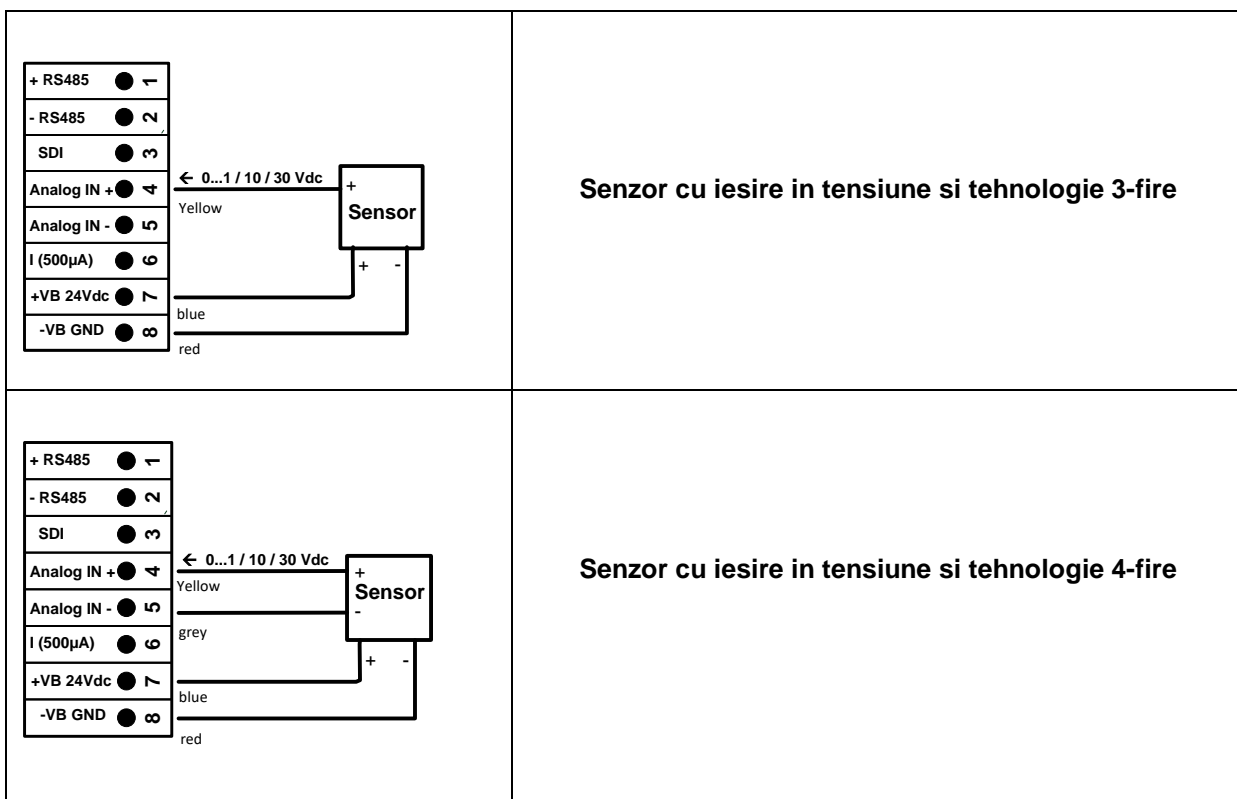 + RS485 1
- RS485 2
SDI 3
Analog IN + 4
Analog IN - 5
I (500µA) 6
+VB 24Vdc 7
-VB GND 8
← 0...1 / 10 / 30 Vdc
Yellow
+
Sensor
+ -
blue
red
Senzor cu iesire in tensiune si tehnologie 3-fire
+ RS485 1
- RS485 2
SDI 3
Analog IN + 4
Analog IN - 5
I (500µA) 6
+VB 24Vdc 7
-VB GND 8
← 0...1 / 10 / 30 Vdc
Yellow
+
Sensor
-
grey
+ -
blue
red
Senzor cu iesire in tensiune si tehnologie 4-fire